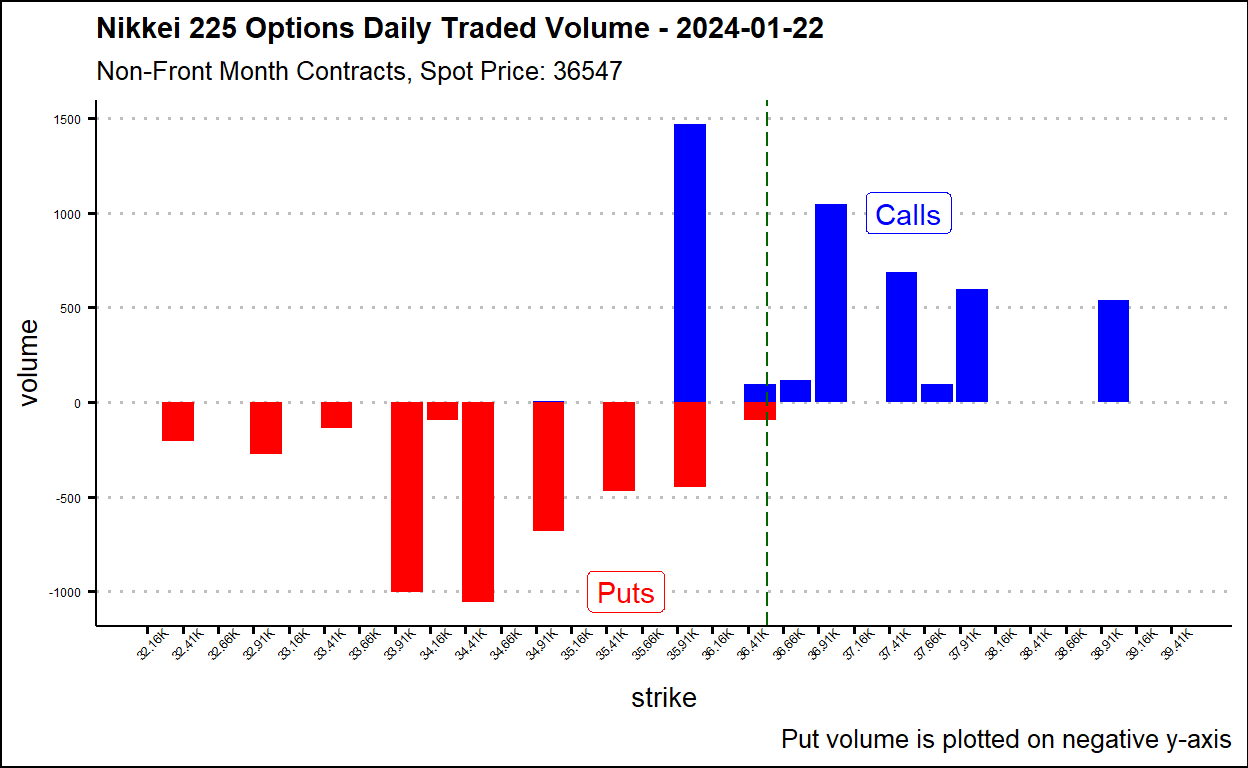 Nikkei 225 Options Daily Traded Volume - 2024-01-22
Non-Front Month Contracts, Spot Price: 36547
1500
1000
500
0
-500
-1000
volume
Calls
Puts
32.16K 32.41K 32.66K 32.91K 33.16K 33.41K 33.66K 33.91K 34.16K 34.41K 34.66K 34.91K 35.16K 35.41K 35.66K 35.91K 36.16K 36.41K 36.66K 36.91K 37.16K 37.41K 37.66K 37.91K 38.16K 38.41K 38.66K 38.91K 39.16K 39.41K
strike
Put volume is plotted on negative y-axis